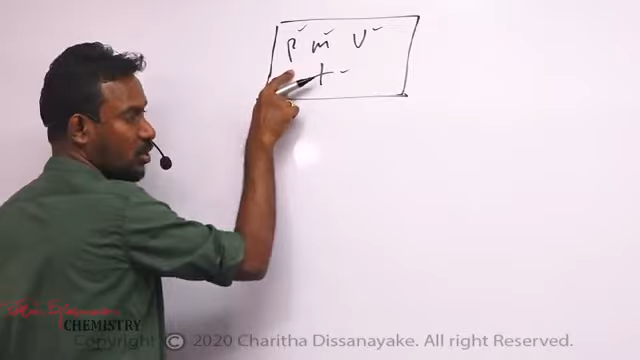 ρ m V
+ -
CHEMISTRY
Copyright © 2020 Charitha Dissanayake. All right Reserved.